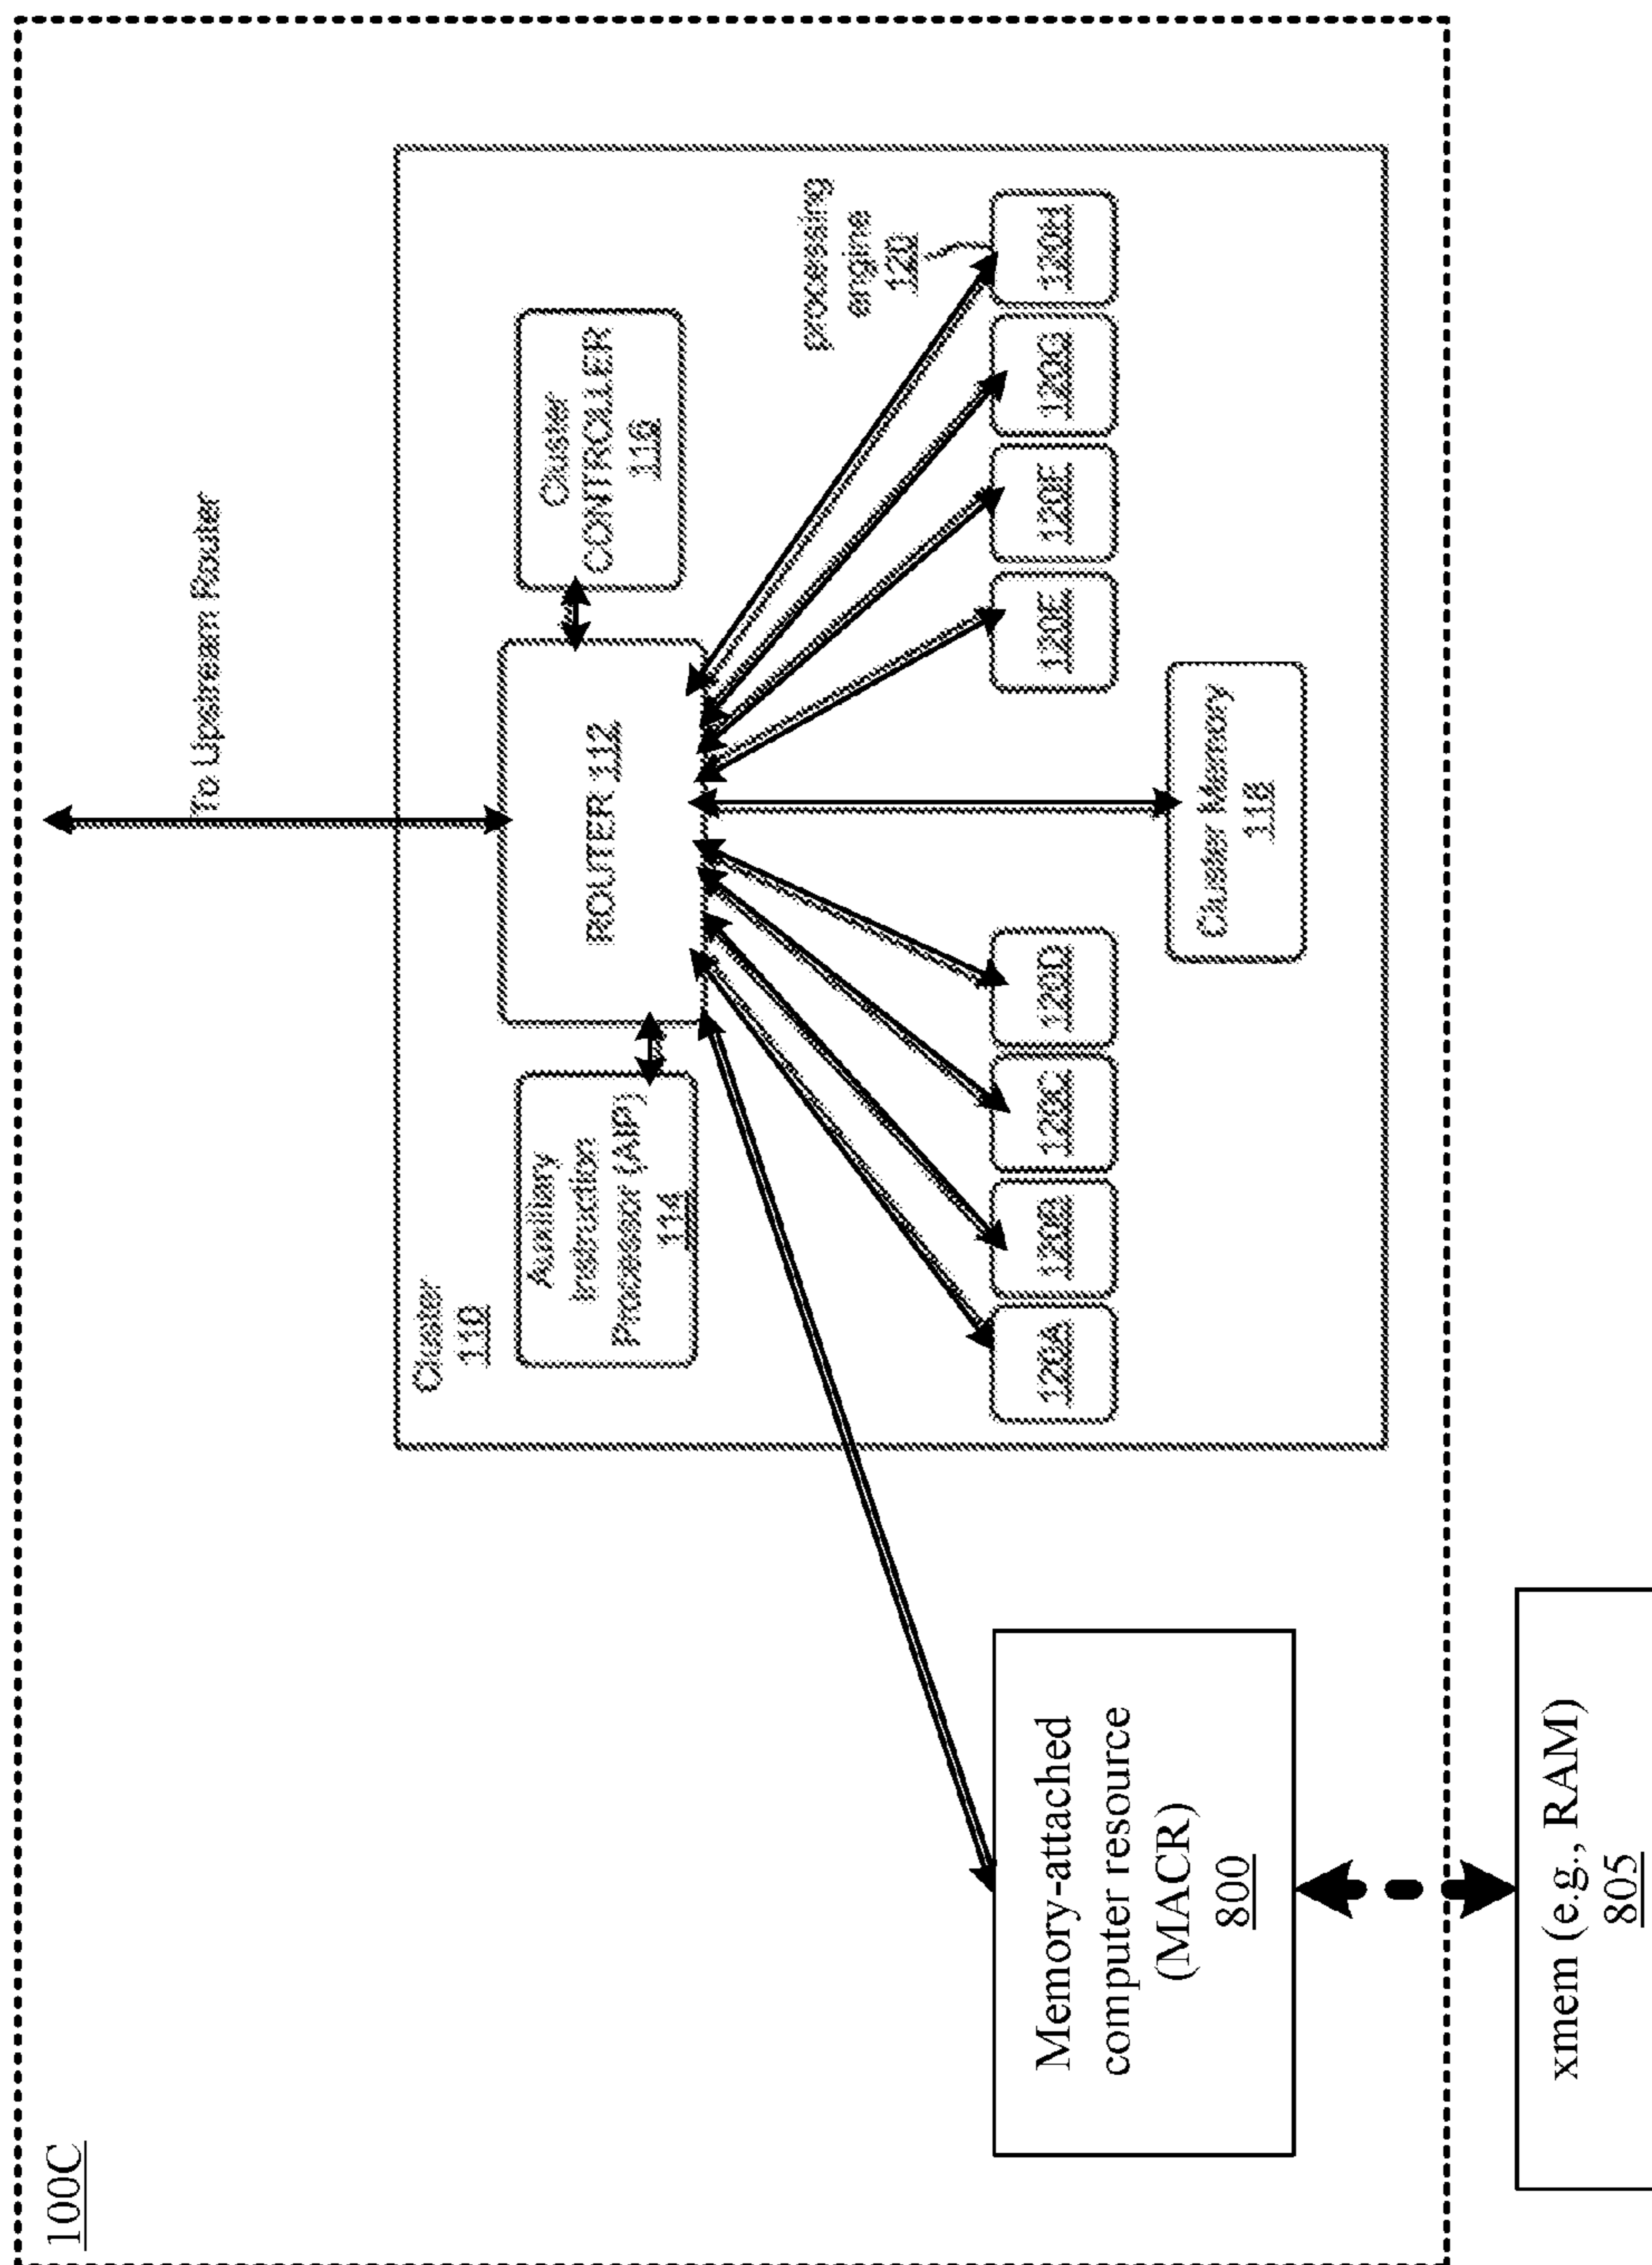 100C
To Upstream Router
Cluster
110
Auxiliary
Instruction
Processor (AIP)
114
ROUTER 112
Cluster
CONTROLLER
116
processing
engine
120
120A
120B
120C
120D
120E
120F
120G
120H
Cluster Memory
118
Memory-attached
computer resource
(MACR)
800
xmem (e.g., RAM)
805